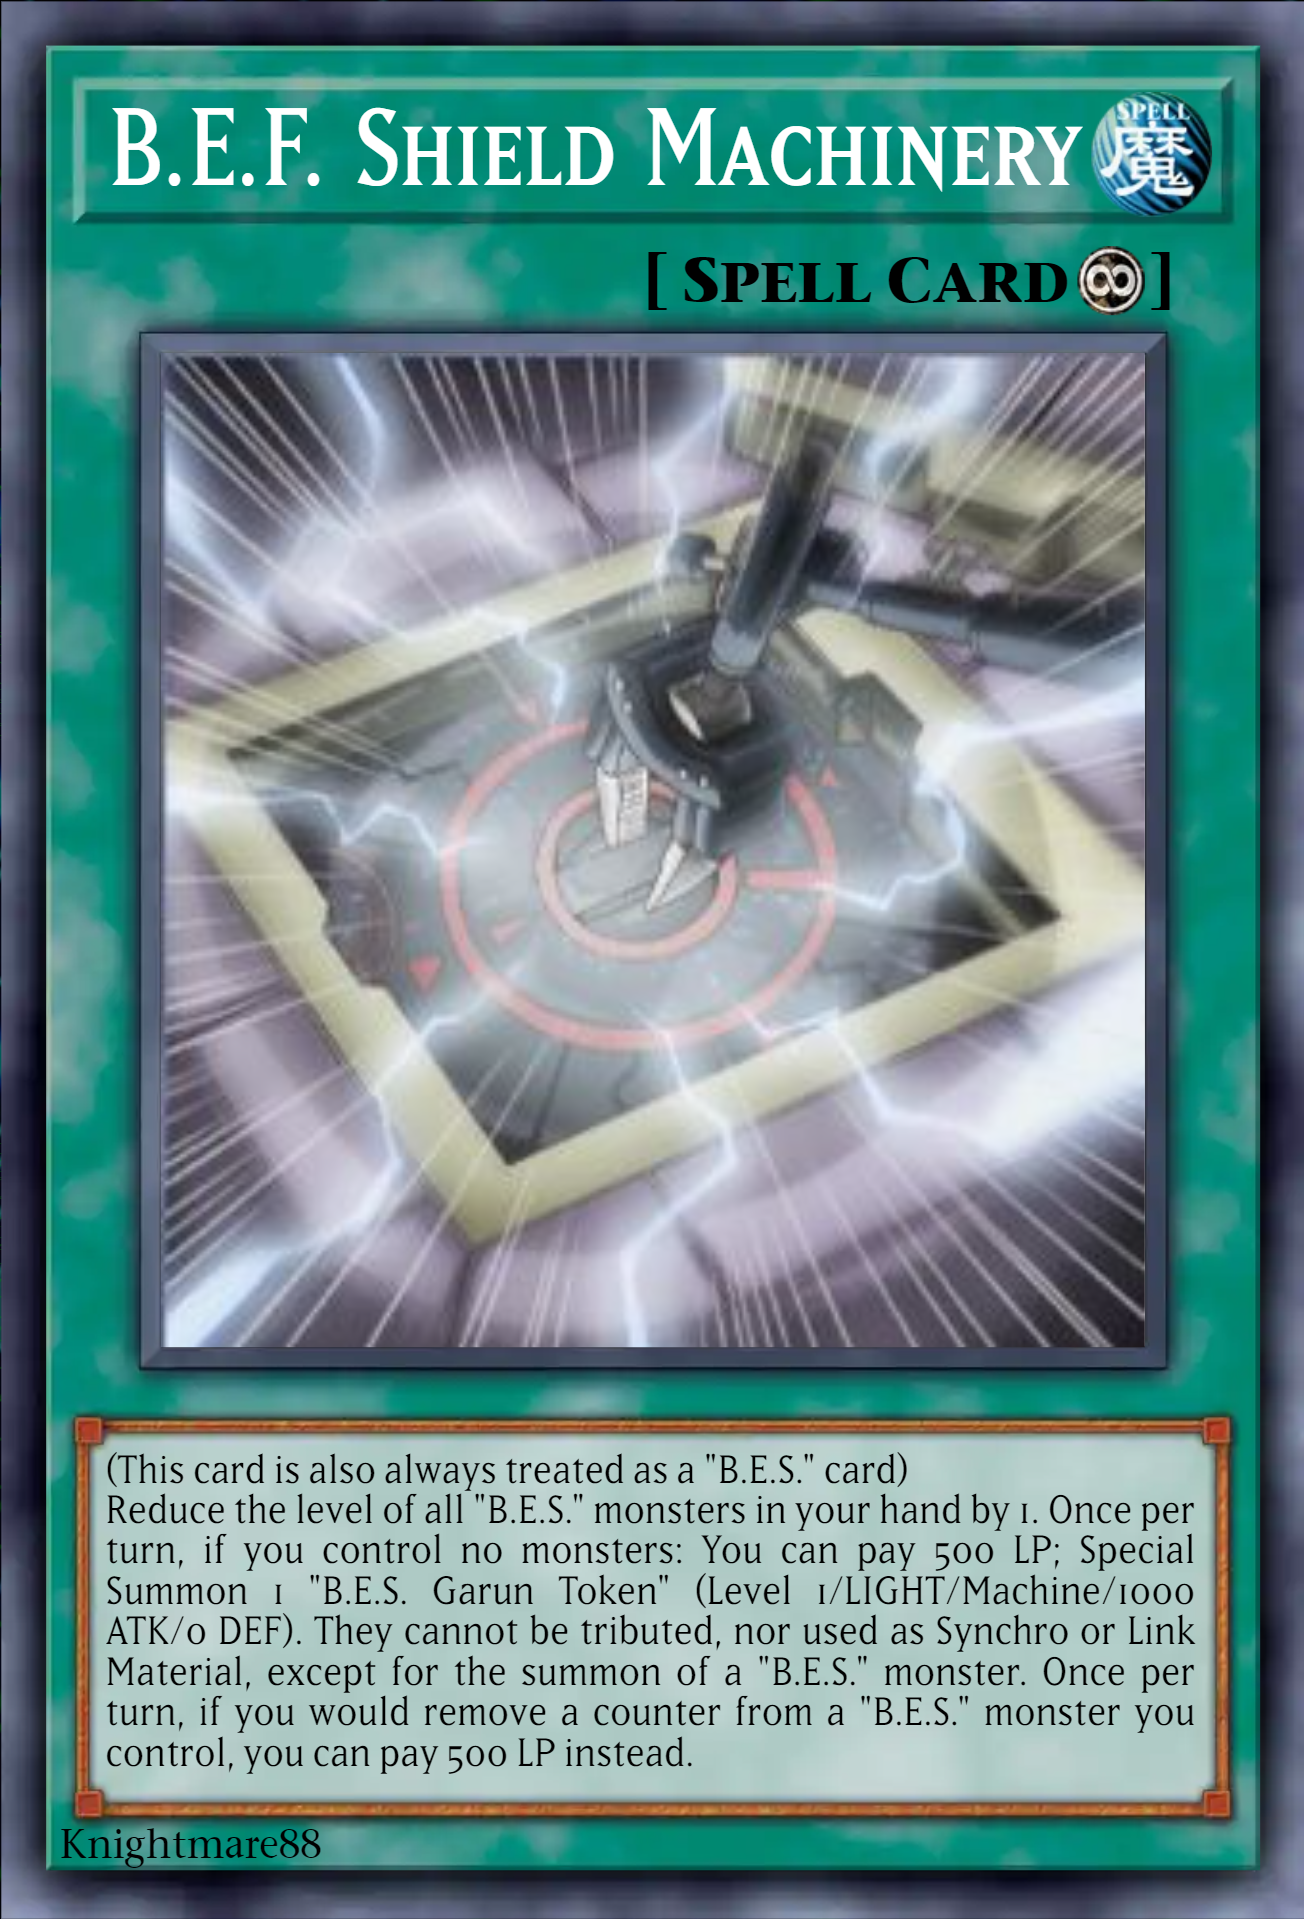 B.E.F. Shield Machinery
SPELL
魔
[ Spell Card ]
(This card is also always treated as a "B.E.S." card)
Reduce the level of all "B.E.S." monsters in your hand by 1. Once per
turn, if you control no monsters: You can pay 500 LP; Special
Summon 1 "B.E.S. Garun Token" (Level 1/LIGHT/Machine/1000
ATK/0 DEF). They cannot be tributed, nor used as Synchro or Link
Material, except for the summon of a "B.E.S." monster. Once per
turn, if you would remove a counter from a "B.E.S." monster you
control, you can pay 500 LP instead.
Knightmare88